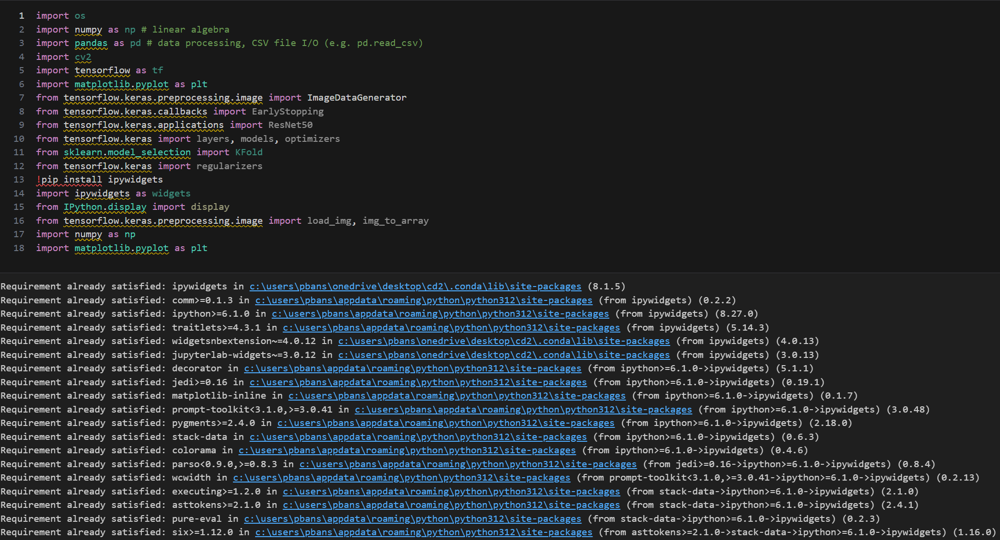 1 import os
2 import numpy as np # linear algebra
3 import pandas as pd # data processing, CSV file I/O (e.g. pd.read_csv)
4 import cv2
5 import tensorflow as tf
6 import matplotlib.pyplot as plt
7 from tensorflow.keras.preprocessing.image import ImageDataGenerator
8 from tensorflow.keras.callbacks import EarlyStopping
9 from tensorflow.keras.applications import ResNet50
10 from tensorflow.keras import layers, models, optimizers
11 from sklearn.model_selection import KFold
12 from tensorflow.keras import regularizers
13 !pip install ipywidgets
14 import ipywidgets as widgets
15 from IPython.display import display
16 from tensorflow.keras.preprocessing.image import load_img, img_to_array
17 import numpy as np
18 import matplotlib.pyplot as plt
Requirement already satisfied: ipywidgets in c:\users\pbans\onedrive\desktop\cd2\.conda\lib\site-packages (8.1.5)
Requirement already satisfied: comm>=0.1.3 in c:\users\pbans\appdata\roaming\python\python312\site-packages (from ipywidgets) (0.2.2)
Requirement already satisfied: ipython>=6.1.0 in c:\users\pbans\appdata\roaming\python\python312\site-packages (from ipywidgets) (8.27.0)
Requirement already satisfied: traitlets>=4.3.1 in c:\users\pbans\appdata\roaming\python\python312\site-packages (from ipywidgets) (5.14.3)
Requirement already satisfied: widgetsnbextension~=4.0.12 in c:\users\pbans\onedrive\desktop\cd2\.conda\lib\site-packages (from ipywidgets) (4.0.13)
Requirement already satisfied: jupyterlab-widgets~=3.0.12 in c:\users\pbans\onedrive\desktop\cd2\.conda\lib\site-packages (from ipywidgets) (3.0.13)
Requirement already satisfied: decorator in c:\users\pbans\appdata\roaming\python\python312\site-packages (from ipython>=6.1.0->ipywidgets) (5.1.1)
Requirement already satisfied: jedi>=0.16 in c:\users\pbans\appdata\roaming\python\python312\site-packages (from ipython>=6.1.0->ipywidgets) (0.19.1)
Requirement already satisfied: matplotlib-inline in c:\users\pbans\appdata\roaming\python\python312\site-packages (from ipython>=6.1.0->ipywidgets) (0.1.7)
Requirement already satisfied: prompt-toolkit<3.1.0,>=3.0.41 in c:\users\pbans\appdata\roaming\python\python312\site-packages (from ipython>=6.1.0->ipywidgets) (3.0.48)
Requirement already satisfied: pygments>=2.4.0 in c:\users\pbans\appdata\roaming\python\python312\site-packages (from ipython>=6.1.0->ipywidgets) (2.18.0)
Requirement already satisfied: stack-data in c:\users\pbans\appdata\roaming\python\python312\site-packages (from ipython>=6.1.0->ipywidgets) (0.6.3)
Requirement already satisfied: colorama in c:\users\pbans\appdata\roaming\python\python312\site-packages (from ipython>=6.1.0->ipywidgets) (0.4.6)
Requirement already satisfied: parso<0.9.0,>=0.8.3 in c:\users\pbans\appdata\roaming\python\python312\site-packages (from jedi>=0.16->ipython>=6.1.0->ipywidgets) (0.8.4)
Requirement already satisfied: wcwidth in c:\users\pbans\appdata\roaming\python\python312\site-packages (from prompt-toolkit<3.1.0,>=3.0.41->ipython>=6.1.0->ipywidgets) (0.2.13)
Requirement already satisfied: executing>=1.2.0 in c:\users\pbans\appdata\roaming\python\python312\site-packages (from stack-data->ipython>=6.1.0->ipywidgets) (2.1.0)
Requirement already satisfied: asttokens>=2.1.0 in c:\users\pbans\appdata\roaming\python\python312\site-packages (from stack-data->ipython>=6.1.0->ipywidgets) (2.4.1)
Requirement already satisfied: pure-eval in c:\users\pbans\appdata\roaming\python\python312\site-packages (from stack-data->ipython>=6.1.0->ipywidgets) (0.2.3)
Requirement already satisfied: six>=1.12.0 in c:\users\pbans\appdata\roaming\python\python312\site-packages (from asttokens>=2.1.0->stack-data->ipython>=6.1.0->ipywidgets) (1.16.0)